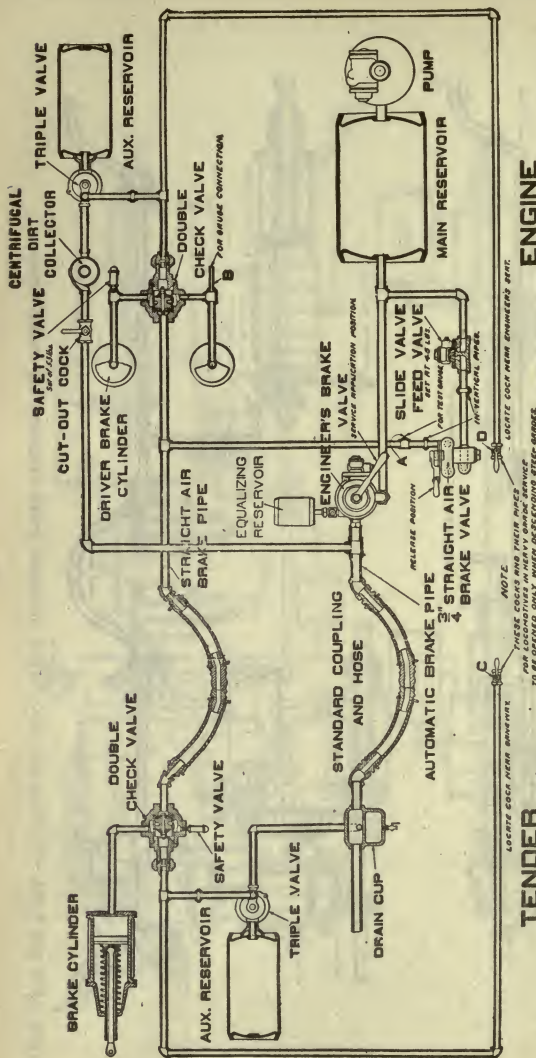 BRAKE CYLINDER
DOUBLE
CHECK VALVE
SAFETY VALVE
AUX. RESERVOIR
TRIPLE VALVE
DRAIN CUP
STANDARD COUPLING
AND HOSE
AUTOMATIC BRAKE PIPE
STRAIGHT AIR
BRAKE PIPE
EQUALIZING
RESERVOIR
ENGINEER'S BRAKE
VALVE
SERVICE APPLICATION POSITION
RELEASE POSITION
3/4" STRAIGHT AIR
BRAKE VALVE
A
FOR TEST GAUGE
IN VERTICAL PIPES.
SLIDE VALVE
FEED VALVE
SET AT 45 LBS.
D
LOCATE COCK NEAR ENGINEER'S SEAT.
CENTRIFUGAL
DIRT
COLLECTOR
TRIPLE VALVE
AUX. RESERVOIR
SAFETY VALVE
CUT-OUT COCK
DRIVER BRAKE
CYLINDER
DOUBLE
CHECK VALVE
FOR GAUGE CONNECTION.
B
PUMP
MAIN RESERVOIR
C
LOCATE COCK NEAR GANGWAY.
NOTE
THESE COCKS AND THEIR PIPES
FOR LOCOMOTIVES IN HEAVY GRADE SERVICE
TO BE OPENED ONLY WHEN DESCENDING STEEP GRADES.
TENDER
ENGINE